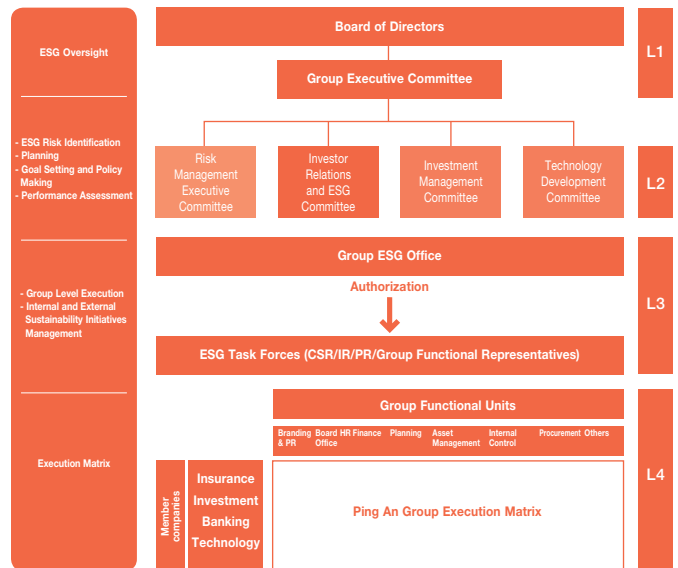 ESG Oversight
- ESG Risk Identification
- Planning
- Goal Setting and Policy
Making
- Performance Assessment
- Group Level Execution
- Internal and External
Sustainability Initiatives
Management
Execution Matrix
Board of Directors
Group Executive Committee
L1
Risk
Management
Executive
Committee
Investor
Relations
and ESG
Committee
Investment
Management
Committee
Technology
Development
Committee
L2
Group ESG Office
Authorization
ESG Task Forces (CSR/IR/PR/Group Functional Representatives)
L3
Group Functional Units
Branding
& PR
Board
Office
HR
Finance
Planning
Asset
Management
Internal
Control
Procurement
Others
Member
companies
Insurance
Investment
Banking
Technology
Ping An Group Execution Matrix
L4